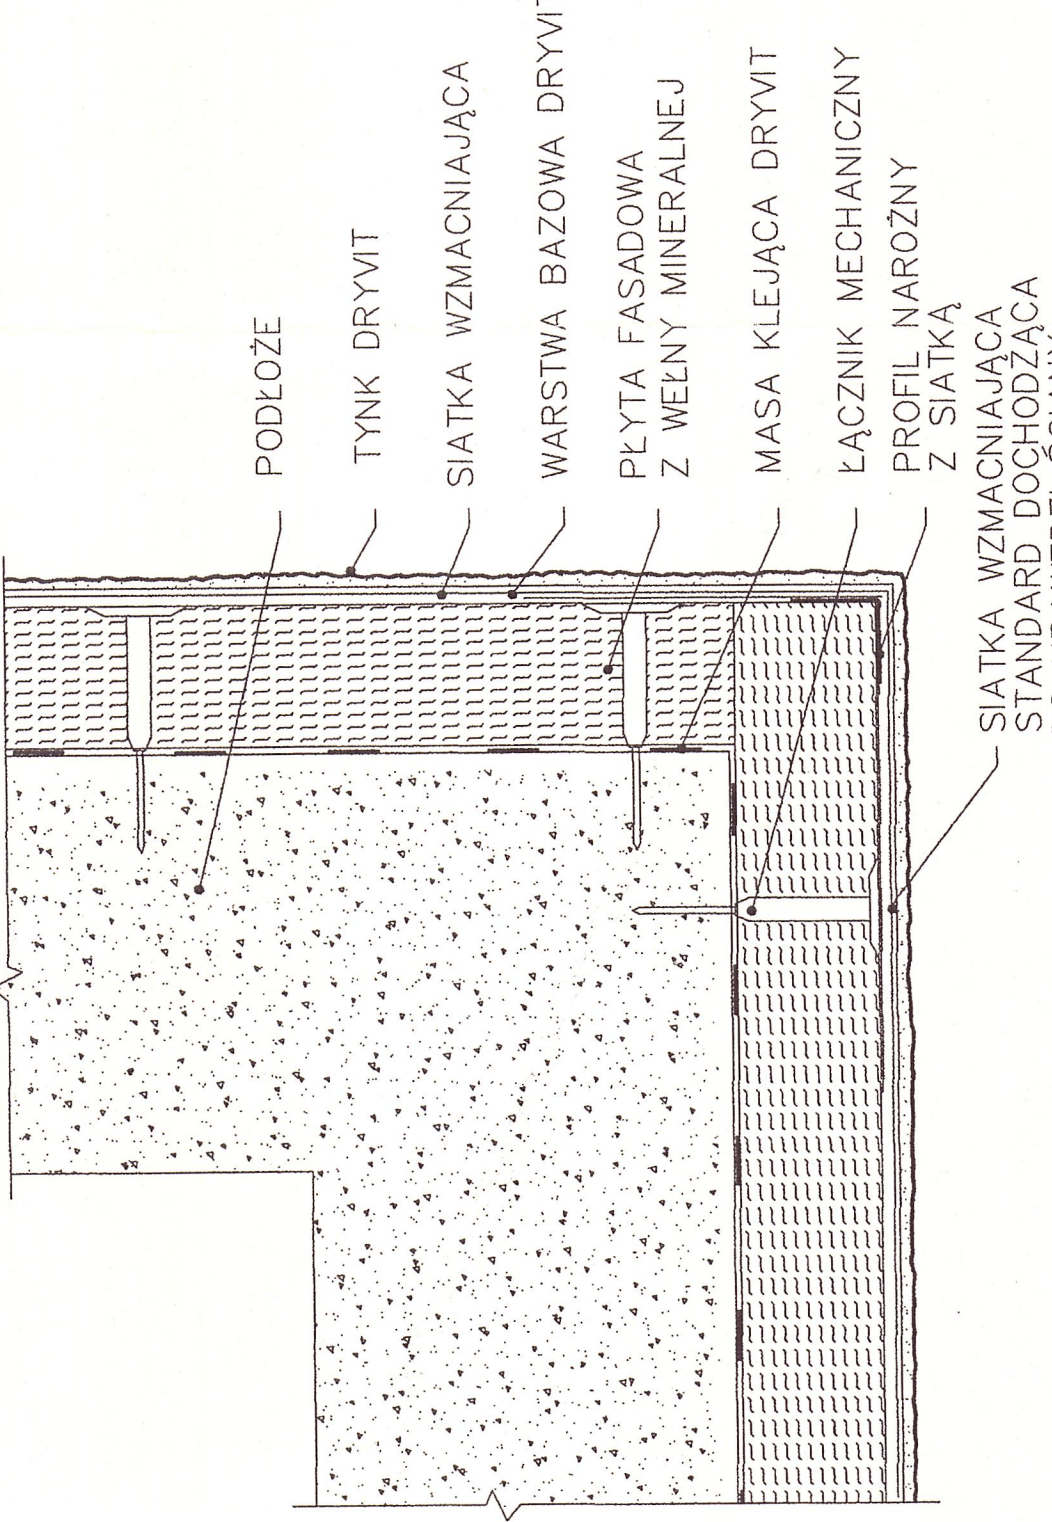 PODŁOŻE
TYNK DRYVIT
SIATKA WZMACNIAJĄCA
WARSTWA BAZOWA DRYVIT
PŁYTA FASADOWA
Z WEŁNY MINERALNEJ
MASA KLEJĄCA DRYVIT
ŁĄCZNIK MECHANICZNY
PROFIL NAROŻNY
Z SIATKĄ
SIATKA WZMACNIAJĄCA
STANDARD DOCHODZĄCA